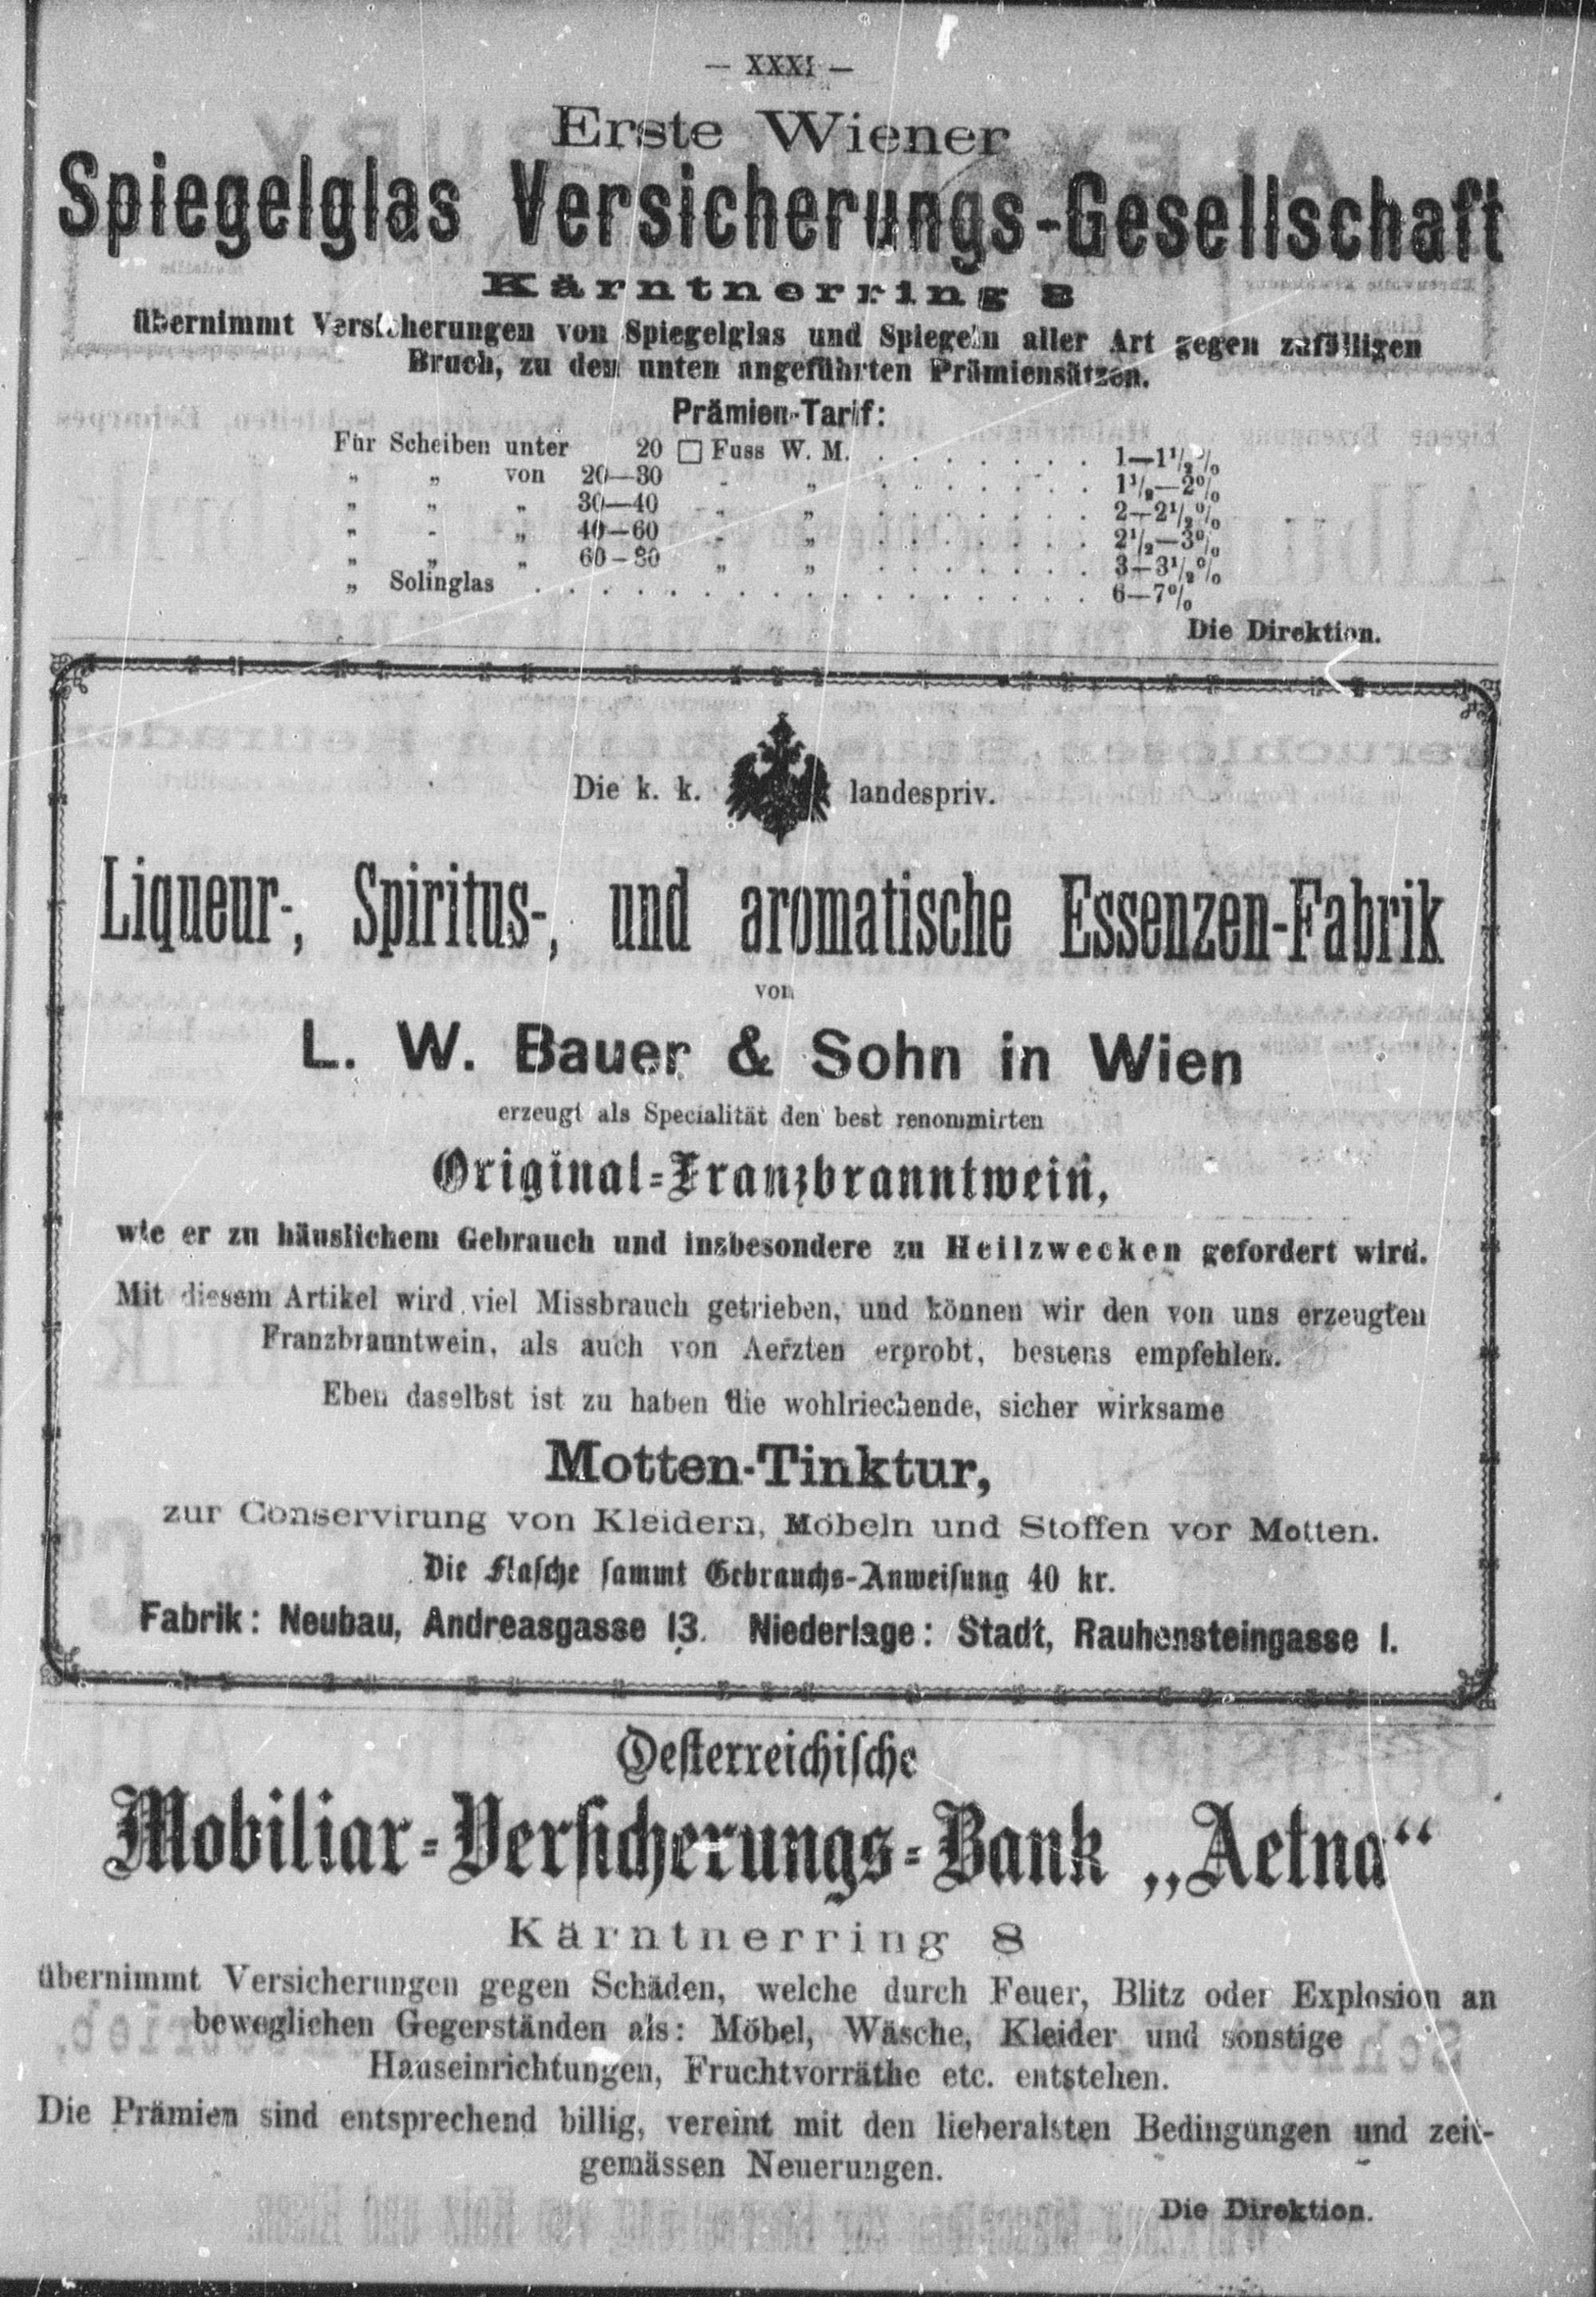 — XXXI —
Erste Wiener
Spiegelglas Versicherungs-Gesellschaft
Kärntnerring 8
übernimmt Versicherungen von Spiegelglas und Spiegeln aller Art gegen zufälligen
Bruch, zu den unten angeführten Prämiensätzen.
Prämien-Tarif:
Für Scheiben unter 20 □ Fuss W. M. . . . . . . . . 1—1½%
„ „ von 20—30 „ „ . . . . . . . 1½—2%
„ „ „ 30—40 „ „ . . . . . . . 2—2½%
„ „ „ 40—60 „ „ . . . . . . . 2½—3%
„ „ „ 60—80 „ „ . . . . . . . 3—3½%
„ Solinglas . . . . . . . . . . . . . . . . . 6—7%
Die Direktion.
Die k. k. landespriv.
Liqueur-, Spiritus-, und aromatische Essenzen-Fabrik
von
L. W. Bauer & Sohn in Wien
erzeugt als Specialität den best renommirten
Original-Franzbranntwein,
wie er zu häuslichem Gebrauch und insbesondere zu Heilzwecken gefordert wird.
Mit diesem Artikel wird viel Missbrauch getrieben, und können wir den von uns erzeugten
Franzbranntwein, als auch von Aerzten erprobt, bestens empfehlen.
Eben daselbst ist zu haben die wohlriechende, sicher wirksame
Motten-Tinktur,
zur Conservirung von Kleidern, Möbeln und Stoffen vor Motten.
Die Flasche sammt Gebrauchs-Anweisung 40 kr.
Fabrik: Neubau, Andreasgasse 13. Niederlage: Stadt, Rauhensteingasse 1.
Oesterreichische
Mobiliar-Versicherungs-Bank „Aetna“
Kärntnerring 8
übernimmt Versicherungen gegen Schäden, welche durch Feuer, Blitz oder Explosion an
beweglichen Gegenständen als: Möbel, Wäsche, Kleider und sonstige
Hauseinrichtungen, Fruchtvorräthe etc. entstehen.
Die Prämien sind entsprechend billig, vereint mit den lieberalsten Bedingungen und zeit-
gemässen Neuerungen.
Die Direktion.